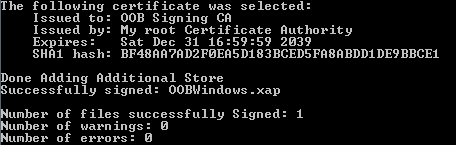 The following certificate was selected:
Issued to: OOB Signing CA
Issued by: My root Certificate Authority
Expires: Sat Dec 31 16:59:59 2039
SHA1 hash: BF48AA7AD2F0EA5D183BCED5FA8ABDD1DE9BBCE1
Done Adding Additional Store
Successfully signed: OOBWindows.xap
Number of files successfully Signed: 1
Number of warnings: 0
Number of errors: 0